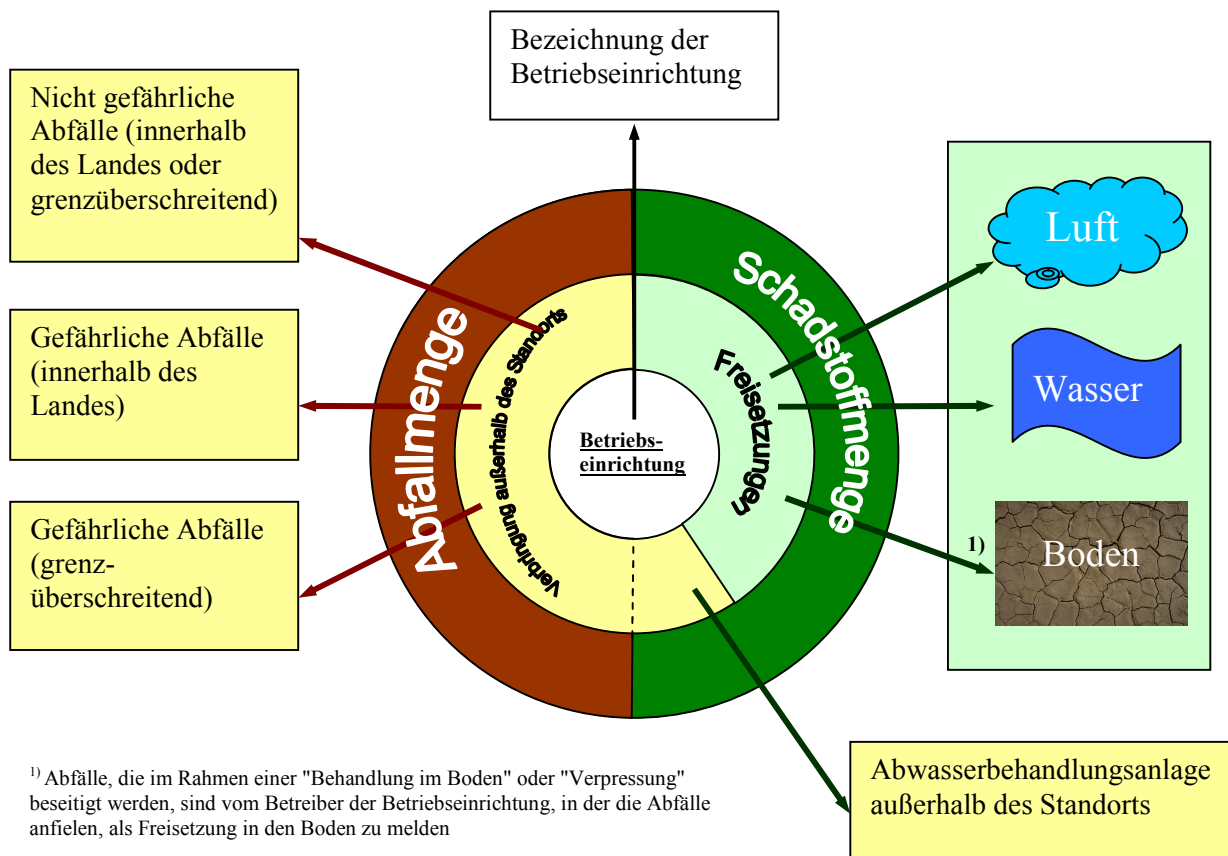 Bezeichnung der
Betriebseinrichtung
Nicht gefährliche
Abfälle (innerhalb
des Landes oder
grenzüberschreitend)
Gefährliche Abfälle
(innerhalb des
Landes)
Gefährliche Abfälle
(grenz-
überschreitend)
Abfallmenge
Verbringung außerhalb des Standorts
Betriebs-
einrichtung
Freisetzungen
Schadstoffmenge
Luft
Wasser
1)
Boden
Abwasserbehandlungsanlage
außerhalb des Standorts
1) Abfälle, die im Rahmen einer "Behandlung im Boden" oder "Verpressung"
beseitigt werden, sind vom Betreiber der Betriebseinrichtung, in der die Abfälle
anfielen, als Freisetzung in den Boden zu melden